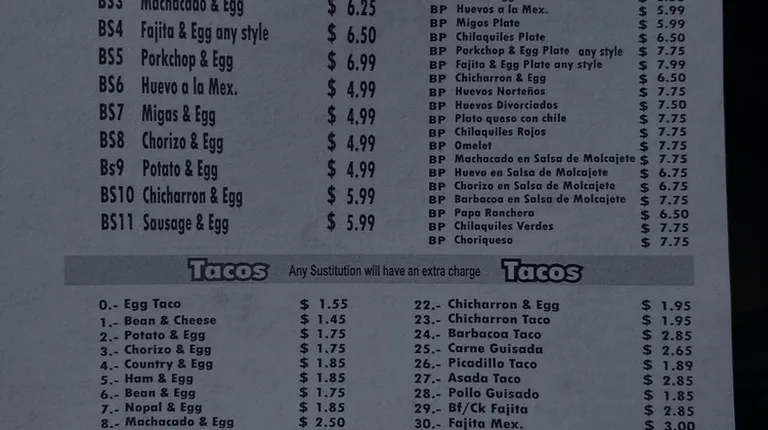 BS3 Machacado & Egg $ 6.25
BS4 Fajita & Egg any style $ 6.50
BS5 Porkchop & Egg $ 6.99
BS6 Huevo a la Mex. $ 4.99
BS7 Migas & Egg $ 4.99
BS8 Chorizo & Egg $ 4.99
Bs9 Potato & Egg $ 4.99
BS10 Chicharron & Egg $ 5.99
BS11 Sausage & Egg $ 5.99
BP Huevos a la Mex. $ 5.99
BP Migas Plate $ 5.99
BP Chilaquiles Plate $ 6.50
BP Porkchop & Egg Plate any style $ 7.75
BP Fajita & Egg Plate any style $ 7.99
BP Chicharron & Egg $ 6.50
BP Huevos Norteños $ 7.75
BP Huevos Divorciados $ 7.50
BP Plato queso con chile $ 7.75
BP Chilaquiles Rojos $ 7.75
BP Omelet $ 7.75
BP Machacado en Salsa de Molcajete $ 7.75
BP Huevo en Salsa de Molcajete $ 6.75
BP Chorizo en Salsa de Molcajete $ 6.75
BP Barbacoa en Salsa de Molcajete $ 7.75
BP Papa Ranchera $ 6.50
BP Chilaquiles Verdes $ 7.75
BP Choriqueso $ 7.75
Tacos Any Sustitution will have an extra charge Tacos
0.- Egg Taco $ 1.55
1.- Bean & Cheese $ 1.45
2.- Potato & Egg $ 1.75
3.- Chorizo & Egg $ 1.75
4.- Country & Egg $ 1.85
5.- Ham & Egg $ 1.85
6.- Bean & Egg $ 1.75
7.- Nopal & Egg $ 1.85
8.- Machacado & Egg $ 2.50
22.- Chicharron & Egg $ 1.95
23.- Chicharron Taco $ 1.95
24.- Barbacoa Taco $ 2.85
25.- Carne Guisada $ 2.65
26.- Picadillo Taco $ 1.89
27.- Asada Taco $ 2.85
28.- Pollo Guisado $ 1.85
29.- Bf/Ck Fajita $ 2.85
30.- Fajita Mex. $ 3.00